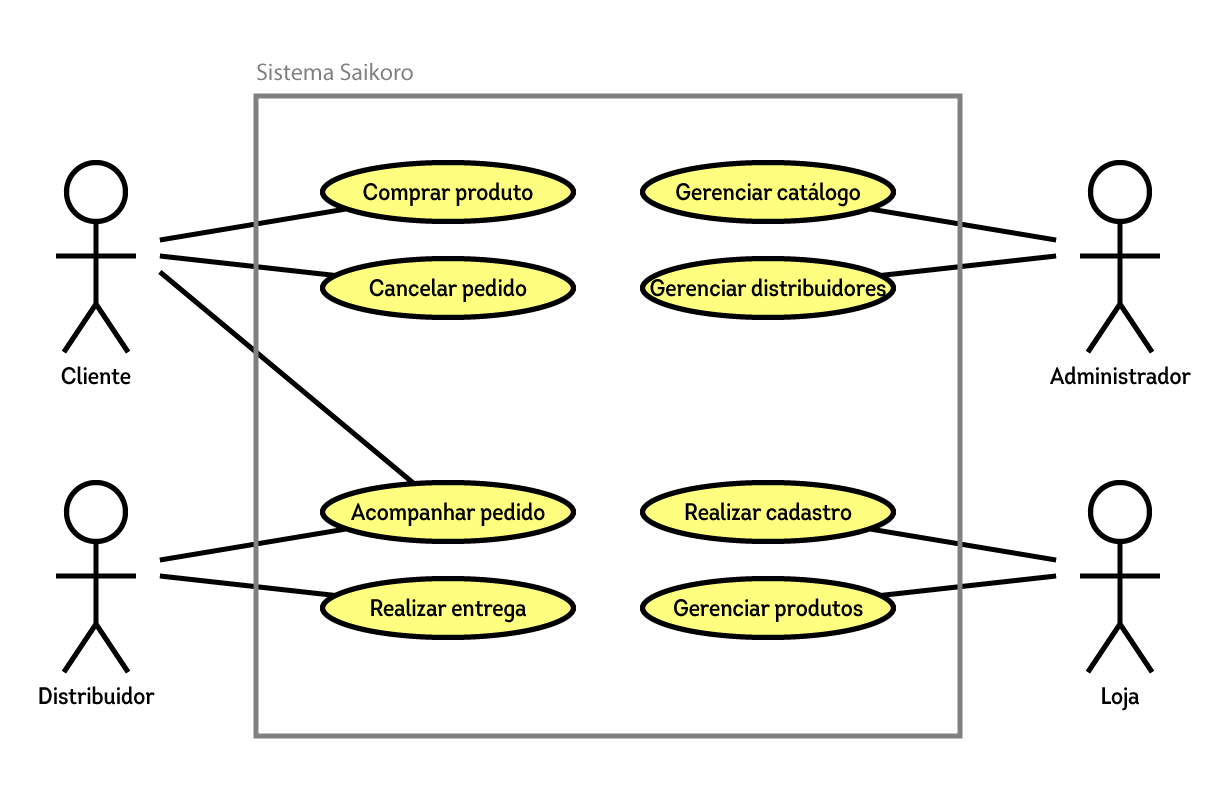 Sistema Saikoro
Comprar produto
Gerenciar catálogo
Cancelar pedido
Gerenciar distribuidores
Cliente
Administrador
Acompanhar pedido
Realizar cadastro
Realizar entrega
Gerenciar produtos
Distribuidor
Loja